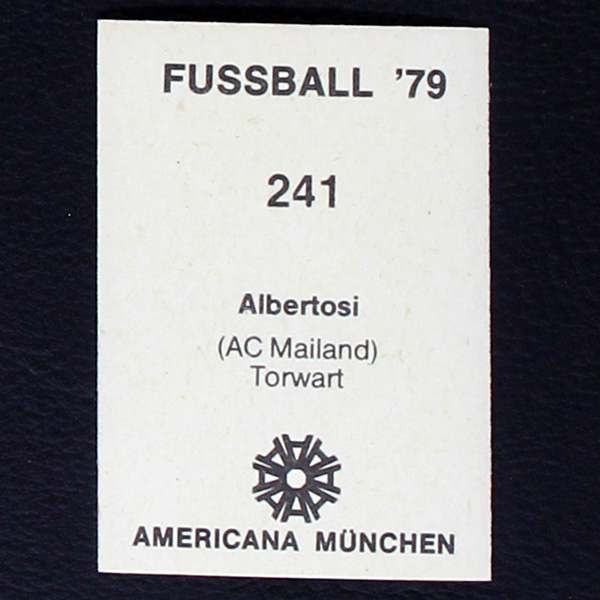 FUSSBALL '79
241
Albertosi
(AC Mailand)
Torwart
AMERICANA MÜNCHEN